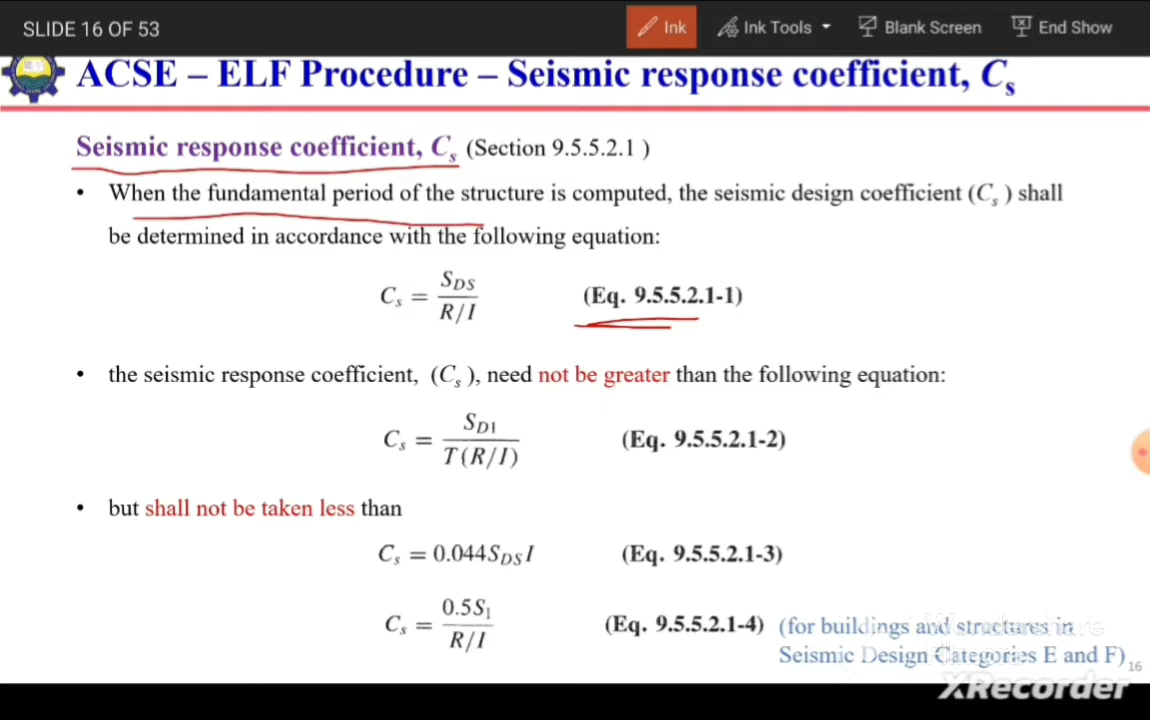 SLIDE 16 OF 53
Ink
Ink Tools
Blank Screen
End Show
ACSE – ELF Procedure – Seismic response coefficient, Cs
Seismic response coefficient, Cs (Section 9.5.5.2.1 )
• When the fundamental period of the structure is computed, the seismic design coefficient (Cs ) shall
be determined in accordance with the following equation:
Cs = SDS / R/I (Eq. 9.5.5.2.1-1)
• the seismic response coefficient, (Cs ), need not be greater than the following equation:
Cs = SD1 / T(R/I) (Eq. 9.5.5.2.1-2)
• but shall not be taken less than
Cs = 0.044SDSI (Eq. 9.5.5.2.1-3)
Cs = 0.5S1 / R/I (Eq. 9.5.5.2.1-4) (for buildings and structures in
Seismic Design Categories E and F)
16
Wondershare
XRecorder